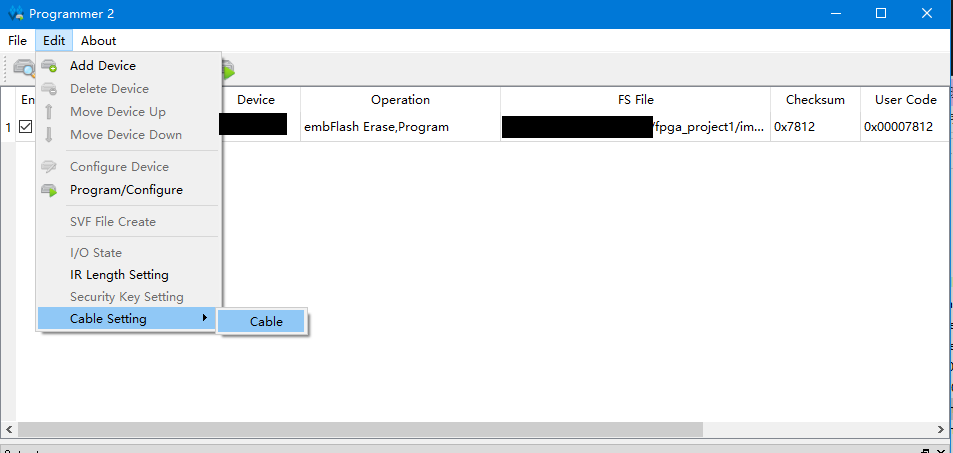 Programmer 2
File Edit About
Add Device
Delete Device
Move Device Up
Move Device Down
Configure Device
Program/Configure
SVF File Create
I/O State
IR Length Setting
Security Key Setting
Cable Setting
Cable
En Device Operation FS File Checksum User Code
1 embFlash Erase,Program /fpga_project1/im... 0x7812 0x00007812